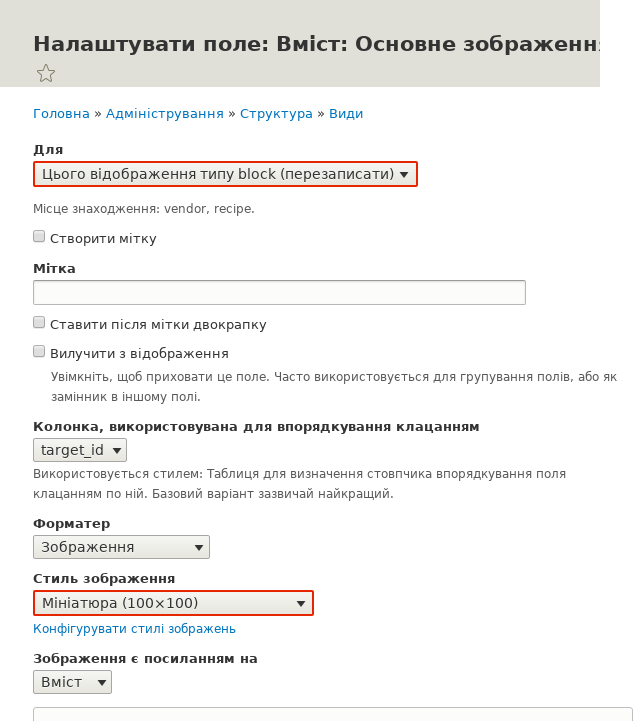 Налаштувати поле: Вміст: Основне зображення
Головна » Адміністрування » Структура » Види
Для
Цього відображення типу block (перезаписати)
Місце знаходження: vendor, recipe.
Створити мітку
Мітка
Ставити після мітки двокрапку
Вилучити з відображення
Увімкніть, щоб приховати це поле. Часто використовується для групування полів, або як
замінник в іншому полі.
Колонка, використовувана для впорядкування клацанням
target_id
Використовується стилем: Таблиця для визначення стовпчика впорядкування поля
клацанням по ній. Базовий варіант зазвичай найкращий.
Форматер
Зображення
Стиль зображення
Мініатюра (100×100)
Конфігурувати стилі зображень
Зображення є посиланням на
Вміст